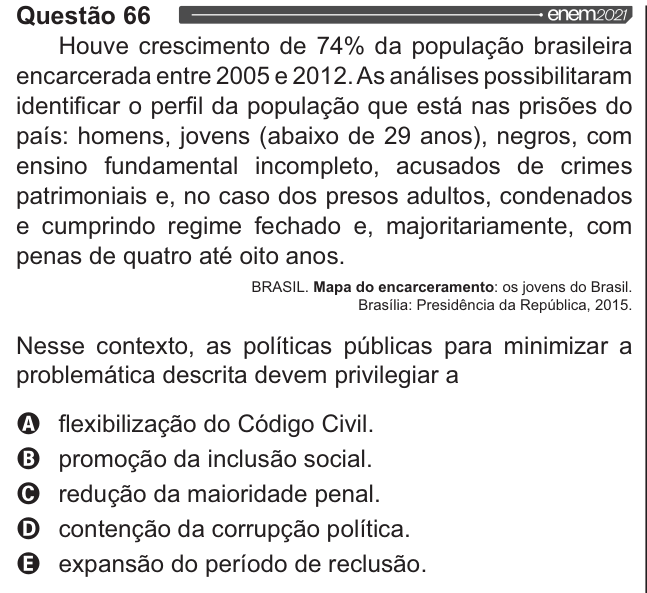 Questão 66
enem2021
Houve crescimento de 74% da população brasileira
encarcerada entre 2005 e 2012. As análises possibilitaram
identificar o perfil da população que está nas prisões do
país: homens, jovens (abaixo de 29 anos), negros, com
ensino fundamental incompleto, acusados de crimes
patrimoniais e, no caso dos presos adultos, condenados
e cumprindo regime fechado e, majoritariamente, com
penas de quatro até oito anos.
BRASIL. Mapa do encarceramento: os jovens do Brasil.
Brasília: Presidência da República, 2015.
Nesse contexto, as políticas públicas para minimizar a
problemática descrita devem privilegiar a
A flexibilização do Código Civil.
B promoção da inclusão social.
C redução da maioridade penal.
D contenção da corrupção política.
E expansão do período de reclusão.